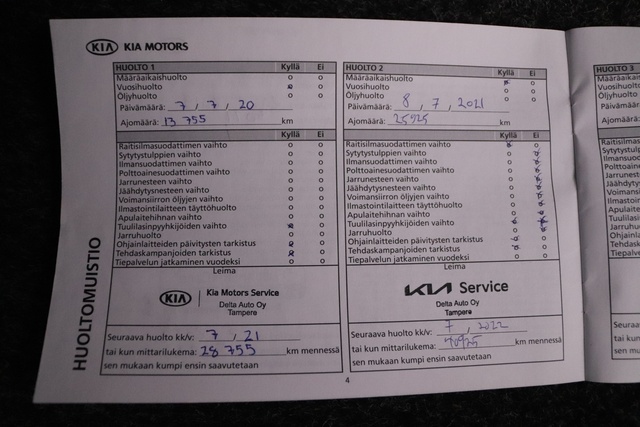 KIA KIA MOTORS
HUOLTO 1 Kyllä Ei
Määräaikaishuolto
Vuosihuolto
Öljyhuolto
Päivämäärä: 7, 7, 20
Ajomäärä: 13 755 km
Kyllä Ei
Raitisilmasuodattimen vaihto
Sytytystulppien vaihto
Ilmansuodattimen vaihto
Polttoainesuodattimen vaihto
Jarrunesteen vaihto
Jäähdytysnesteen vaihto
Voimansiirron öljyjen vaihto
Ilmastointilaitteen täyttöhuolto
Apulaitehihnan vaihto
Tuulilasinpyyhkijöiden vaihto
Jarruhuolto
Ohjainlaitteiden päivitysten tarkistus
Tehdaskampanjoiden tarkistus
Tiepalvelun jatkaminen vuodeksi
Leima
KIA Kia Motors Service
Delta Auto Oy
Tampere
Seuraava huolto kk/v: 7, 21
tai kun mittarilukema: 28 755 km mennessä
sen mukaan kumpi ensin saavutetaan
HUOLTO 2 Kyllä Ei
Määräaikaishuolto
Vuosihuolto
Öljyhuolto
Päivämäärä: 8, 7, 2021
Ajomäärä: 25925 km
Kyllä Ei
Raitisilmasuodattimen vaihto
Sytytystulppien vaihto
Ilmansuodattimen vaihto
Polttoainesuodattimen vaihto
Jarrunesteen vaihto
Jäähdytysnesteen vaihto
Voimansiirron öljyjen vaihto
Ilmastointilaitteen täyttöhuolto
Apulaitehihnan vaihto
Tuulilasinpyyhkijöiden vaihto
Jarruhuolto
Ohjainlaitteiden päivitysten tarkistus
Tehdaskampanjoiden tarkistus
Tiepalvelun jatkaminen vuodeksi
Leima
KIA Service
Delta Auto Oy
Tampere
Seuraava huolto kk/v: 7, 2022
tai kun mittarilukema: 40925 km mennessä
sen mukaan kumpi ensin saavutetaan
HUOLTOMUISTIO
4
HUOLTO 3